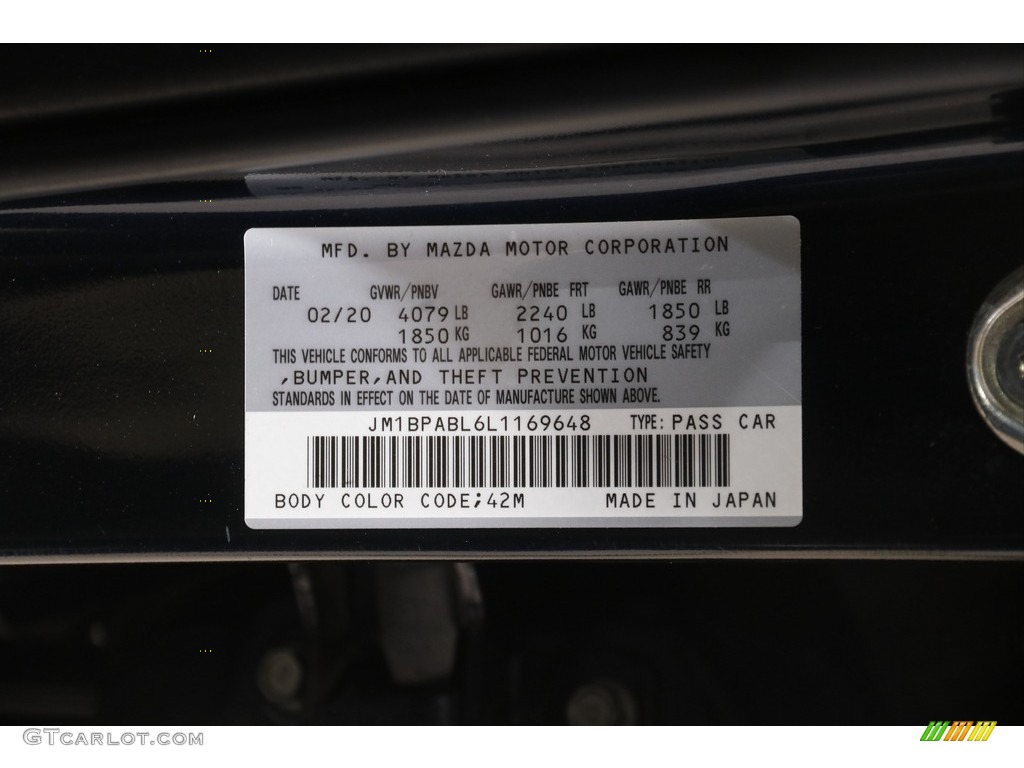 MFD. BY MAZDA MOTOR CORPORATION
DATE GVWR/PNBV GAWR/PNBE FRT GAWR/PNBE RR
02/20 4079 LB 2240 LB 1850 LB
1850 KG 1016 KG 839 KG
THIS VEHICLE CONFORMS TO ALL APPLICABLE FEDERAL MOTOR VEHICLE SAFETY
,BUMPER,AND THEFT PREVENTION
STANDARDS IN EFFECT ON THE DATE OF MANUFACTURE SHOWN ABOVE.
JM1BPABL6L1169648 TYPE: PASS CAR
BODY COLOR CODE;42M MADE IN JAPAN
GTCARLOT.COM